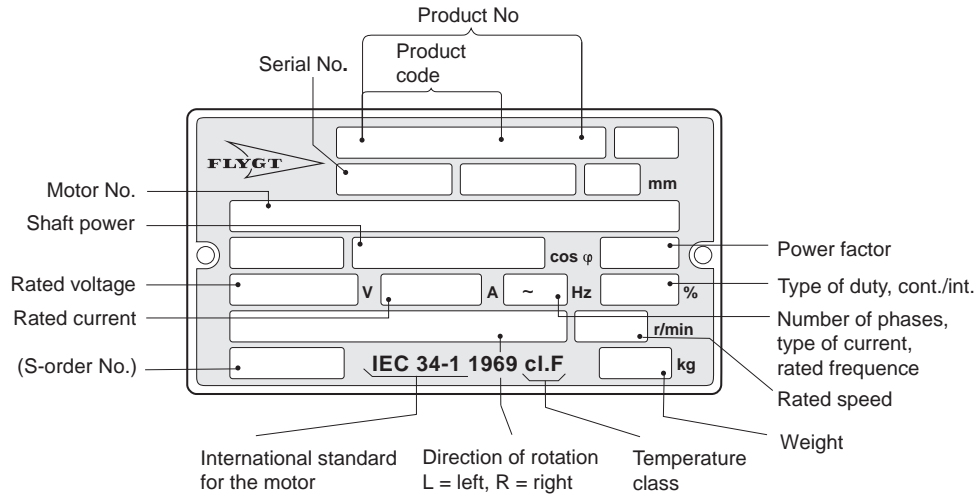 Product No
Product
code
Serial No.
FLYGT
mm
Motor No.
Shaft power
cos φ
Power factor
Rated voltage
V
A
~
Hz
%
Type of duty, cont./int.
Rated current
Number of phases,
type of current,
rated frequence
r/min
(S-order No.)
IEC 34-1 1969 cl.F
kg
Rated speed
Weight
International standard
for the motor
Direction of rotation
L = left, R = right
Temperature
class